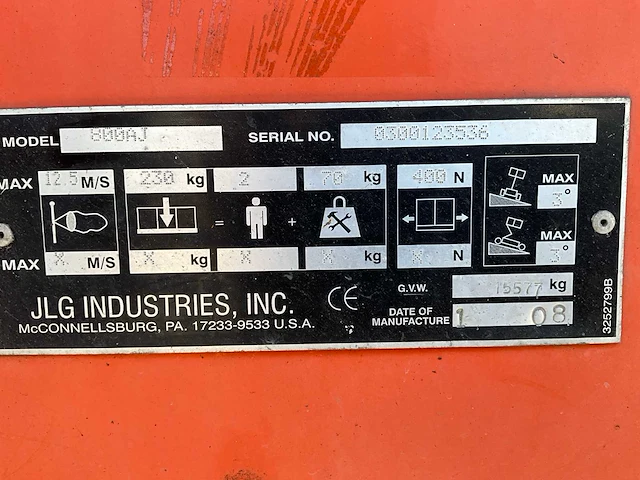 MODEL 800AJ SERIAL NO. 0300123536
MAX 12.5 M/S 230 kg 2 70 kg 400 N MAX 3°
= +
MAX X M/S X kg X X kg X N MAX 3°
JLG INDUSTRIES, INC. CE G.V.W. 15577 kg
McCONNELLSBURG, PA. 17233-9533 U.S.A. DATE OF MANUFACTURE 1 08
3252799B